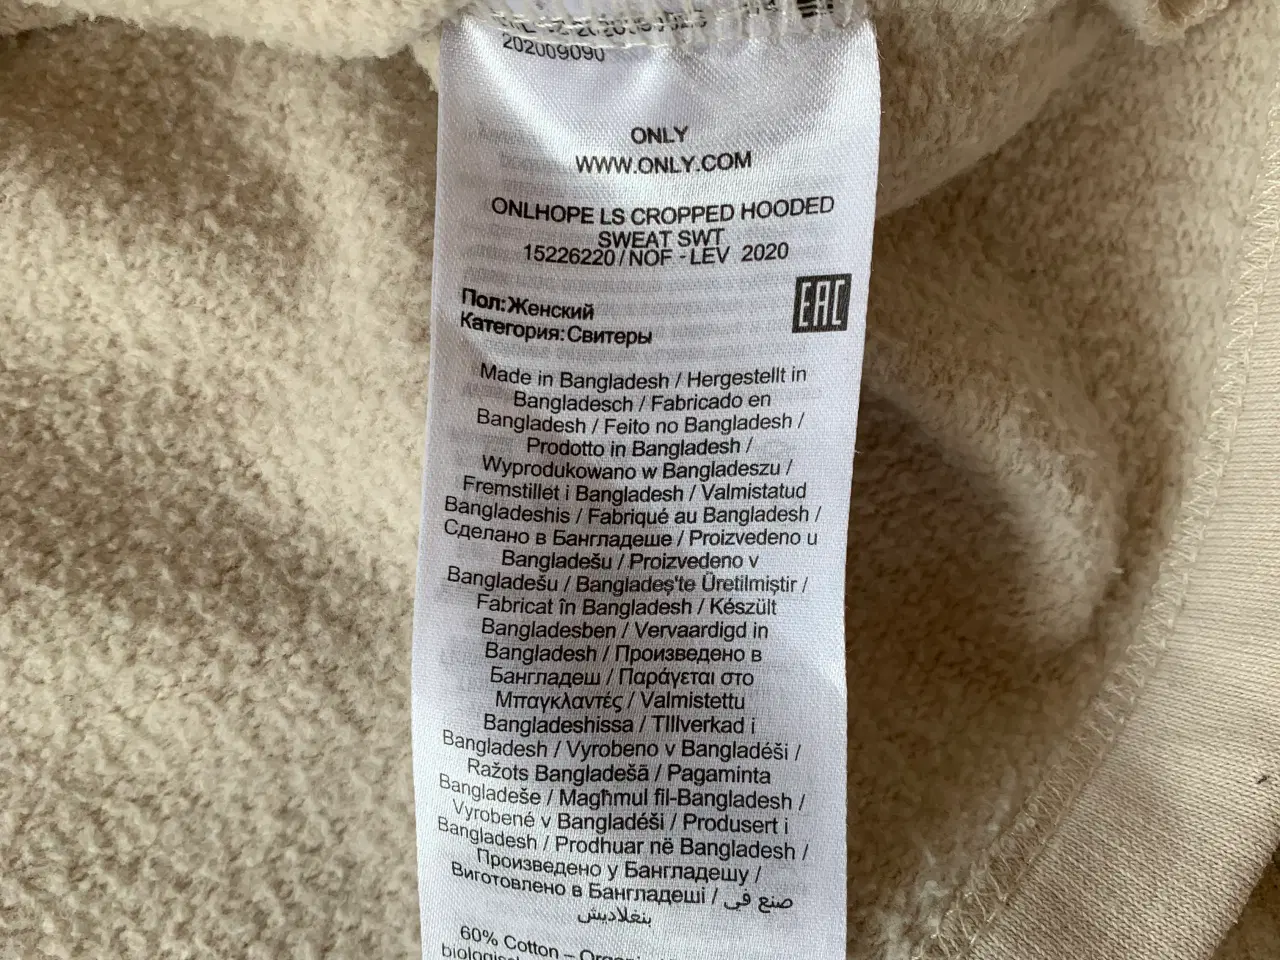 202009090
ONLY
WWW.ONLY.COM
ONLHOPE LS CROPPED HOODED
SWEAT SWT
15226220 / NOF - LEV 2020
EAC
Пол:Женский
Категория:Свитеры
Made in Bangladesh / Hergestellt in
Bangladesch / Fabricado en
Bangladesh / Feito no Bangladesh /
Prodotto in Bangladesh /
Wyprodukowano w Bangladeszu /
Fremstillet i Bangladesh / Valmistatud
Bangladeshis / Fabriqué au Bangladesh /
Сделано в Бангладеше / Proizvedeno u
Bangladešu / Proizvedeno v
Bangladešu / Bangladeş'te Üretilmiştir /
Fabricat în Bangladesh / Készült
Bangladesben / Vervaardigd in
Bangladesh / Произведено в
Бангладеш / Παράγεται στο
Μπαγκλαντές / Valmistettu
Bangladeshissa / TIllverkad i
Bangladesh / Vyrobeno v Bangladéši /
Ražots Bangladešā / Pagaminta
Bangladeše / Magħmul fil-Bangladesh /
Vyrobené v Bangladéši / Produsert i
Bangladesh / Prodhuar në Bangladesh /
Произведено у Бангладешу /
Виготовлено в Бангладеші / صنع في
بنغلاديش
60% Cotton –